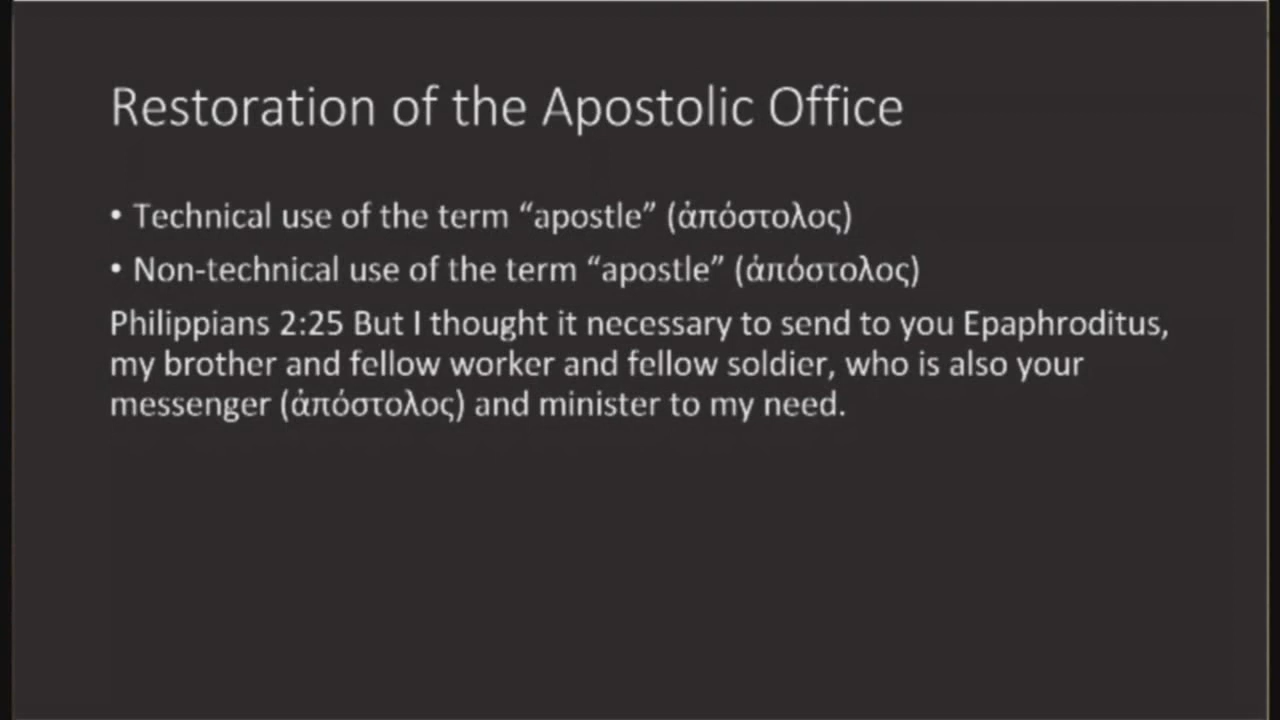 Restoration of the Apostolic Office
• Technical use of the term “apostle” (ἀπόστολος)
• Non-technical use of the term “apostle” (ἀπόστολος)
Philippians 2:25 But I thought it necessary to send to you Epaphroditus,
my brother and fellow worker and fellow soldier, who is also your
messenger (ἀπόστολος) and minister to my need.